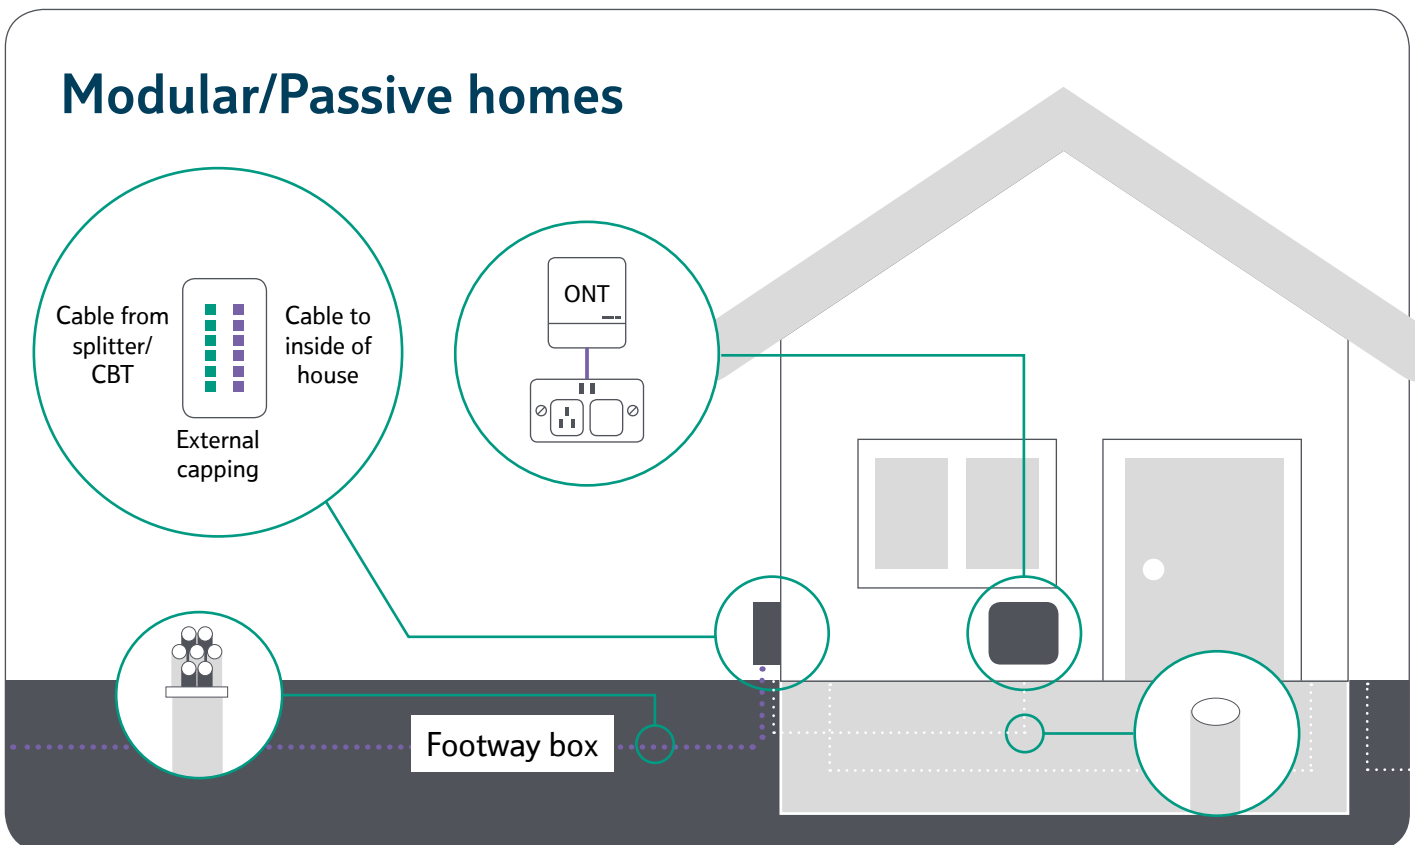 Modular/Passive homes
Cable from
splitter/
CBT
Cable to
inside of
house
External
capping
ONT
Footway box